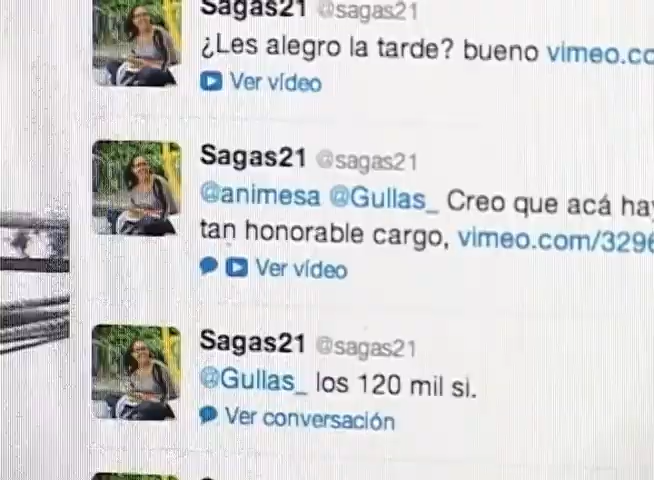 Sagas21 @sagas21
¿Les alegro la tarde? bueno vimeo.co
Ver vídeo
Sagas21 @sagas21
@animesa @Gullas_ Creo que acá hay
tan honorable cargo, vimeo.com/3296
Ver vídeo
Sagas21 @sagas21
@Gullas_ los 120 mil si.
Ver conversación